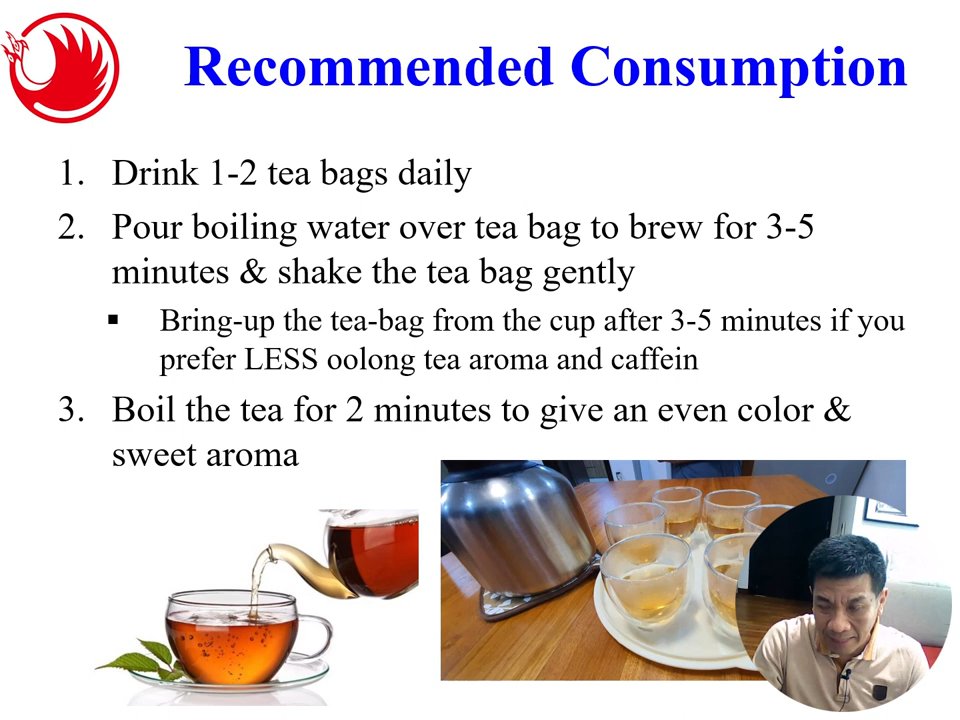 Recommended Consumption
1. Drink 1-2 tea bags daily
2. Pour boiling water over tea bag to brew for 3-5
minutes & shake the tea bag gently
▪ Bring-up the tea-bag from the cup after 3-5 minutes if you
prefer LESS oolong tea aroma and caffein
3. Boil the tea for 2 minutes to give an even color &
sweet aroma